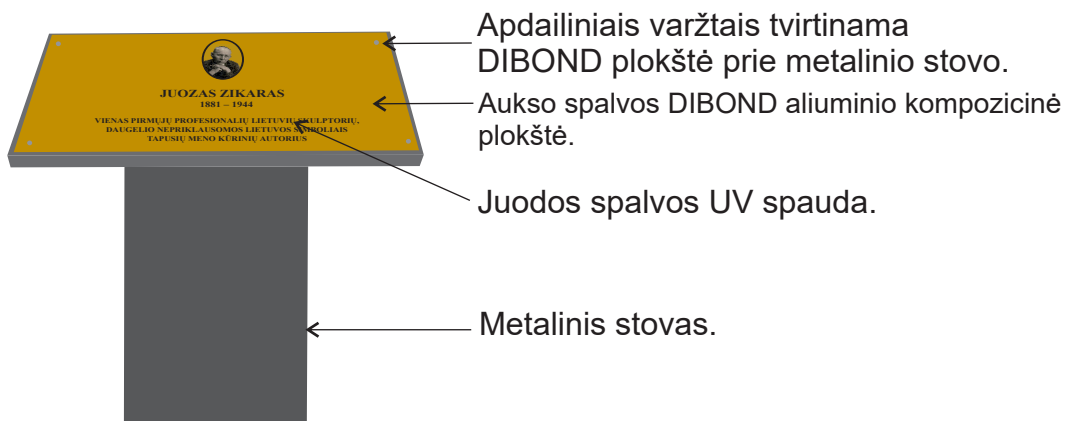 JUOZAS ZIKARAS
1881 – 1944
VIENAS PIRMŲJŲ PROFESIONALIŲ LIETUVIŲ SKULPTORIŲ,
DAUGELIO NEPRIKLAUSOMOS LIETUVOS SIMBOLIAIS
TAPUSIŲ MENO KŪRINIŲ AUTORIUS
Apdailiniais varžtais tvirtinama
DIBOND plokštė prie metalinio stovo.
Aukso spalvos DIBOND aliuminio kompozicinė
plokštė.
Juodos spalvos UV spauda.
Metalinis stovas.